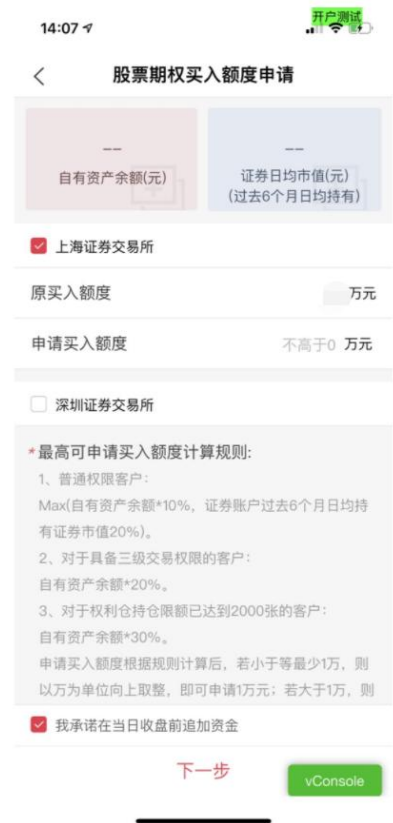 开户测试
14:07
股票期权买入额度申请
--
自有资产余额(元)
--
证券日均市值(元)
(过去6个月日均持有)
上海证券交易所
原买入额度
万元
申请买入额度
不高于0 万元
深圳证券交易所
*最高可申请买入额度计算规则:
1、普通权限客户:
Max(自有资产余额*10%, 证券账户过去6个月日均持
有证券市值20%)。
2、对于具备三级交易权限的客户:
自有资产余额*20%。
3、对于权利仓持仓限额已达到2000张的客户:
自有资产余额*30%。
申请买入额度根据规则计算后, 若小于等最少1万, 则
以万为单位向上取整, 即可申请1万元; 若大于1万, 则
我承诺在当日收盘前追加资金
下一步
vConsole